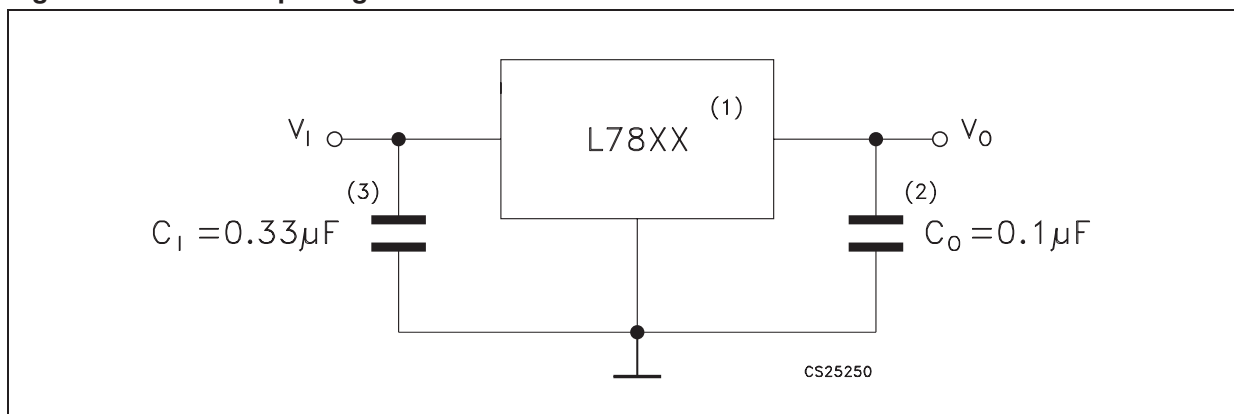 (1)
L78XX
V_I
V_O
(3)
(2)
C_I =0.33µF
C_O =0.1µF
CS25250